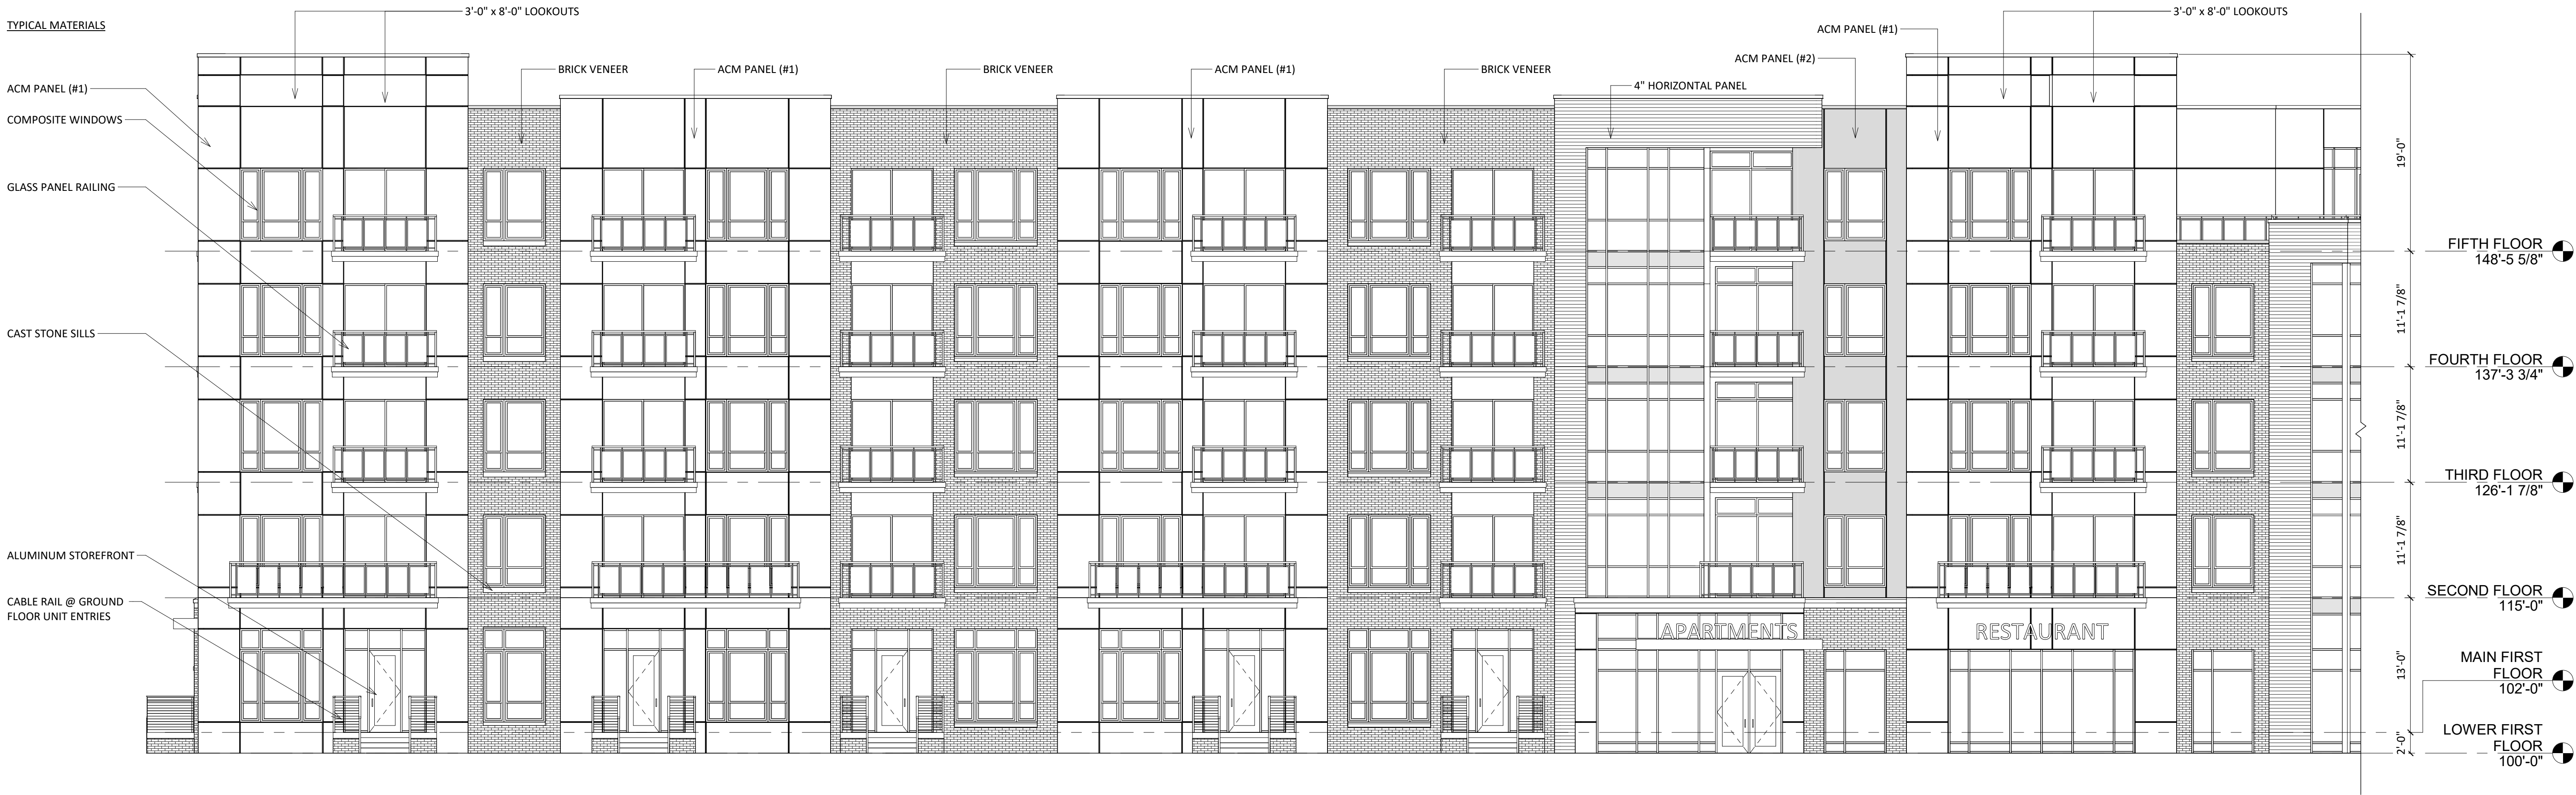 TYPICAL MATERIALS
3'-0" x 8'-0" LOOKOUTS
3'-0" x 8'-0" LOOKOUTS
ACM PANEL (#1)
ACM PANEL (#2)
BRICK VENEER
ACM PANEL (#1)
BRICK VENEER
ACM PANEL (#1)
BRICK VENEER
4" HORIZONTAL PANEL
ACM PANEL (#1)
COMPOSITE WINDOWS
GLASS PANEL RAILING
CAST STONE SILLS
ALUMINUM STOREFRONT
CABLE RAIL @ GROUND
FLOOR UNIT ENTRIES
APARTMENTS
RESTAURANT
19'-0"
11'-1 7/8"
11'-1 7/8"
11'-1 7/8"
13'-0"
2'-0"
FIFTH FLOOR
148'-5 5/8"
FOURTH FLOOR
137'-3 3/4"
THIRD FLOOR
126'-1 7/8"
SECOND FLOOR
115'-0"
MAIN FIRST
FLOOR
102'-0"
LOWER FIRST
FLOOR
100'-0"